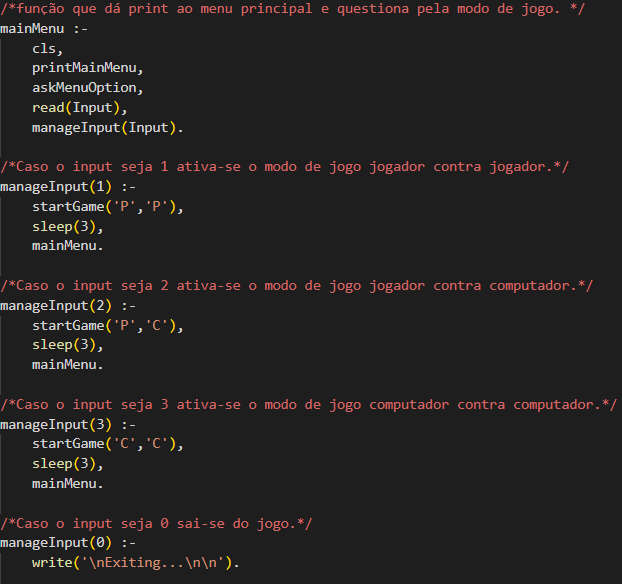 /*função que dá print ao menu principal e questiona pela modo de jogo. */
mainMenu :-
    cls,
    printMainMenu,
    askMenuOption,
    read(Input),
    manageInput(Input).

/*Caso o input seja 1 ativa-se o modo de jogo jogador contra jogador.*/
manageInput(1) :-
    startGame('P','P'),
    sleep(3),
    mainMenu.

/*Caso o input seja 2 ativa-se o modo de jogo jogador contra computador.*/
manageInput(2) :-
    startGame('P','C'),
    sleep(3),
    mainMenu.

/*Caso o input seja 3 ativa-se o modo de jogo computador contra computador.*/
manageInput(3) :-
    startGame('C','C'),
    sleep(3),
    mainMenu.

/*Caso o input seja 0 sai-se do jogo.*/
manageInput(0) :-
    write('\nExiting...\n\n').